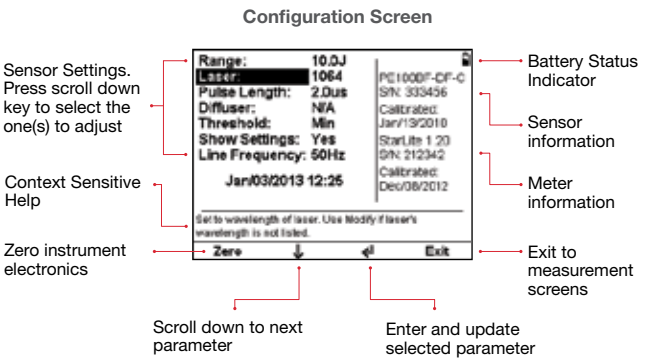 Configuration Screen
Sensor Settings.
Press scroll down
key to select the
one(s) to adjust
Context Sensitive
Help
Zero instrument
electronics
Range: 10.0J
Laser: 1064
Pulse Length: 2.0us
Diffuser: N/A
Threshold: Min
Show Settings: Yes
Line Frequency: 50Hz
Jan/03/2013 12:25
PE100BF-DF-C
S/N: 333456
Calibrated:
Jan/13/2010
StarLite 1.20
S/N: 212342
Calibrated:
Dec/08/2012
Set to wavelength of laser. Use Modify if laser's
wavelength is not listed.
Zero
Exit
Battery Status
Indicator
Sensor
information
Meter
information
Exit to
measurement
screens
Scroll down to next
parameter
Enter and update
selected parameter